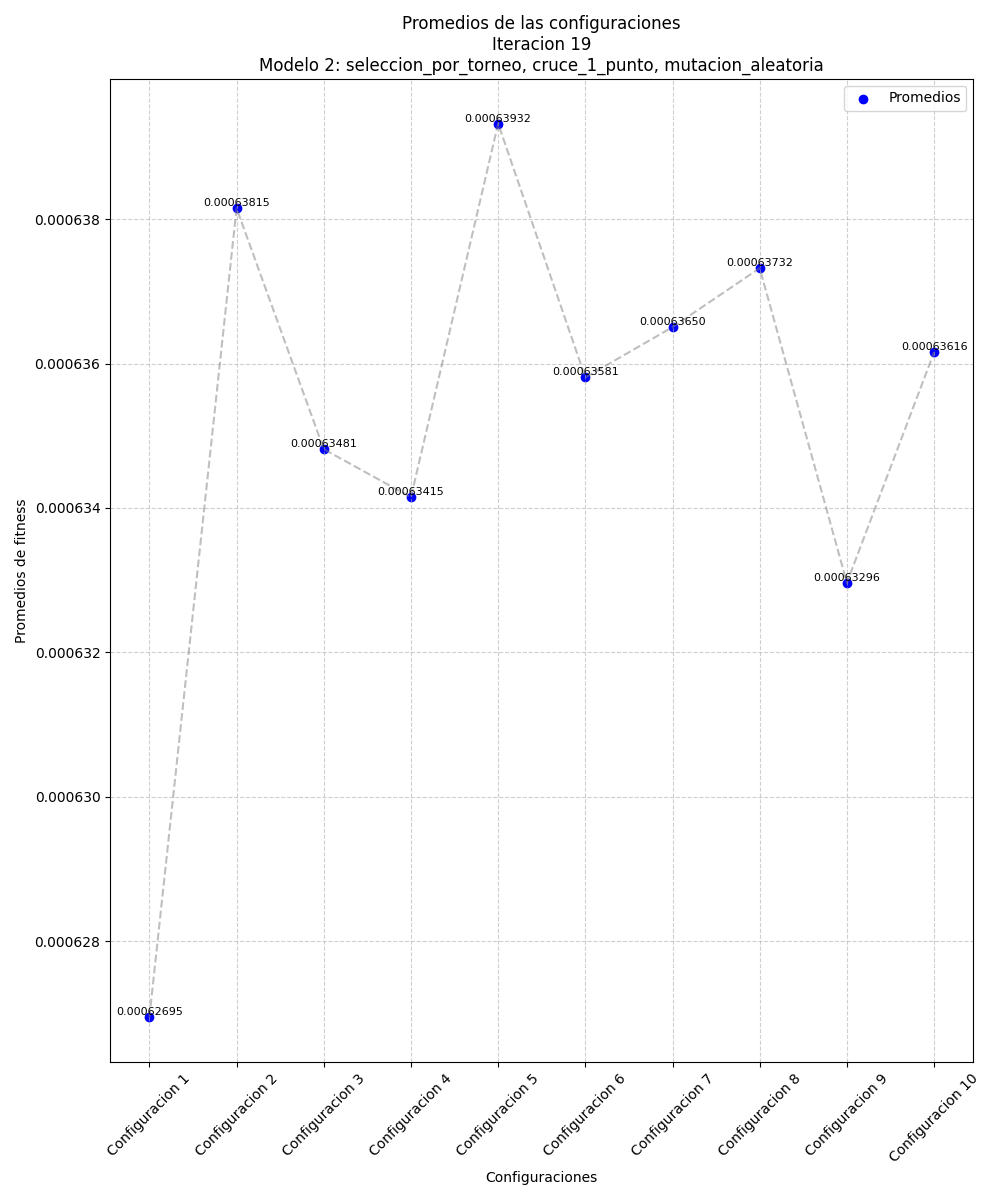 Promedios de las configuraciones
Iteracion 19
Modelo 2: seleccion_por_torneo, cruce_1_punto, mutacion_aleatoria
Promedios
0.00063932
0.00063815
0.000638
0.00063732
0.00063650
0.00063616
0.000636
0.00063581
0.00063481
0.00063415
0.000634
0.00063296
0.000632
0.000630
0.000628
0.00062695
Promedios de fitness
Configuracion 1
Configuracion 2
Configuracion 3
Configuracion 4
Configuracion 5
Configuracion 6
Configuracion 7
Configuracion 8
Configuracion 9
Configuracion 10
Configuraciones